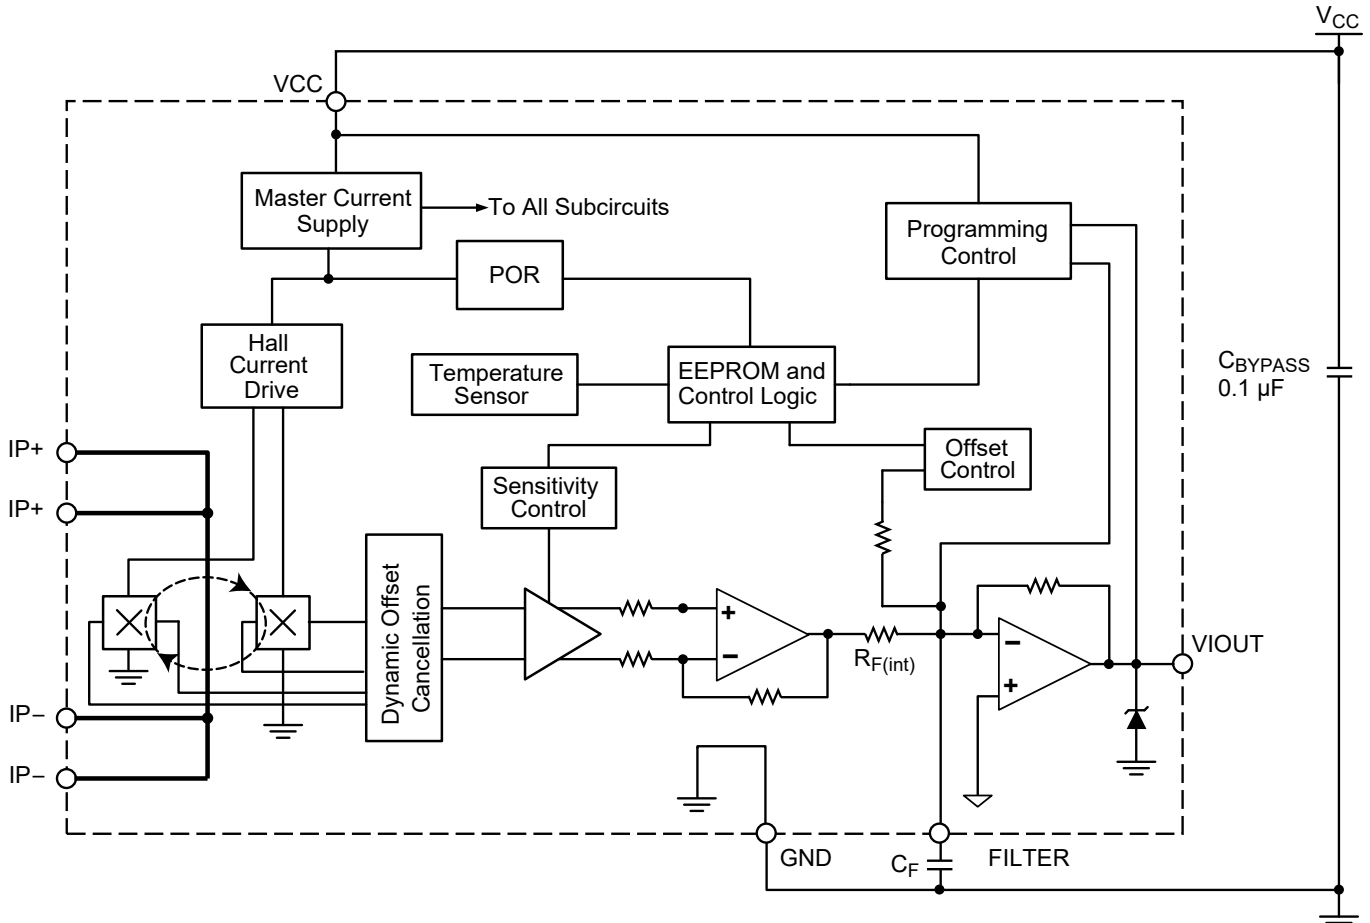 VCC
VCC
Master Current
Supply
To All Subcircuits
Programming
Control
POR
Hall
Current
Drive
Temperature
Sensor
EEPROM and
Control Logic
CBYPASS
0.1 µF
IP+
Offset
Control
Sensitivity
Control
IP+
Dynamic Offset
Cancellation
+
−
RF(int)
−
+
VIOUT
IP−
IP−
GND
CF
FILTER